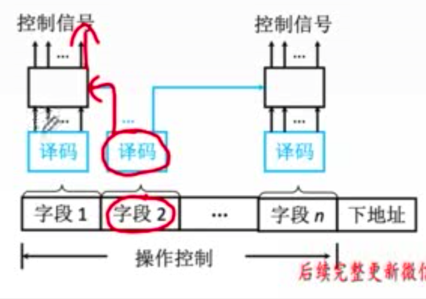 控制信号 控制信号
... ...
... ... ...
译码 译码 译码
字段 1 字段 2 ... 字段 n 下地址
操作控制
后续完整更新微信